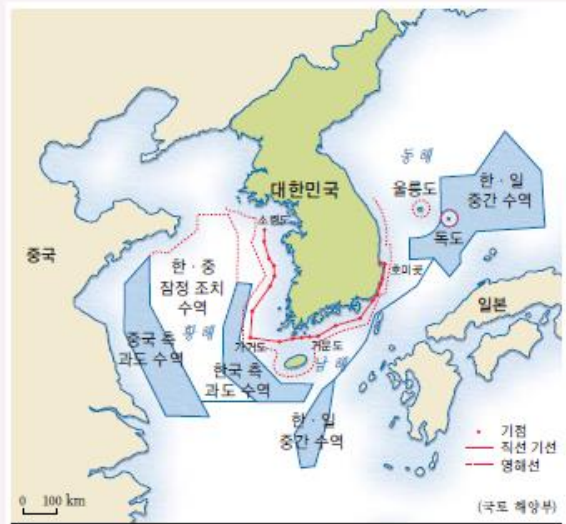 동해
울릉도
한·일
중간 수역
독도
대한민국
소령도
중국
한·중
잠정 조치
수역
호미곶
일본
황해
중국 측
과도 수역
가거도
거문도
남해
한국 측
과도 수역
한·일
중간 수역
기점
직선 기선
영해선
0 100 km
(국토 해양부)